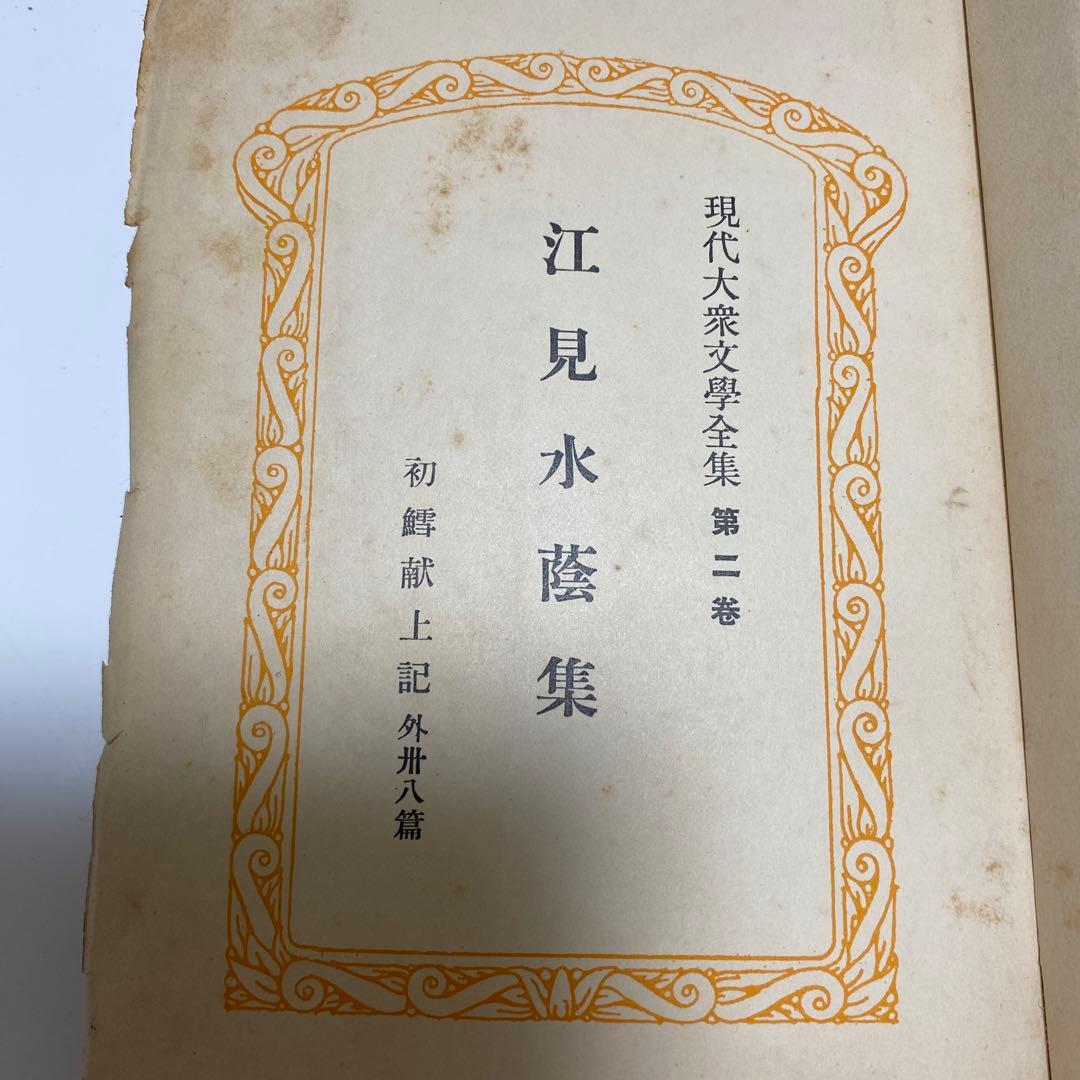 現代大衆文學全集 第二卷
江見水蔭集
初鱈献上記 外卅八篇